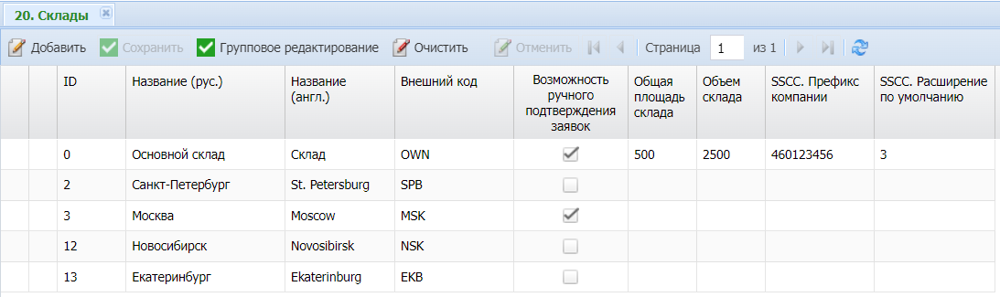 20. Склады
Добавить Сохранить Групповое редактирование Очистить Отменить Страница 1 из 1
ID Название (рус.) Название (англ.) Внешний код Возможность ручного подтверждения заявок Общая площадь склада Объем склада SSCC. Префикс компании SSCC. Расширение по умолчанию
0 Основной склад Склад OWN 500 2500 460123456 3
2 Санкт-Петербург St. Petersburg SPB
3 Москва Moscow MSK
12 Новосибирск Novosibirsk NSK
13 Екатеринбург Ekaterinburg EKB